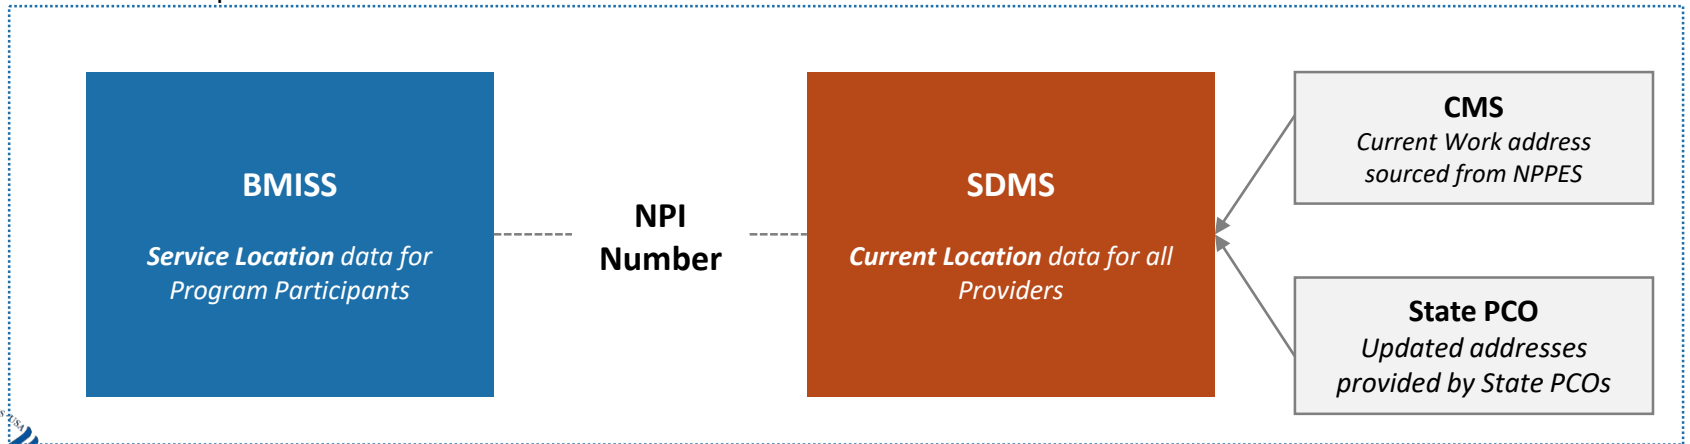 BMISS
Service Location data for
Program Participants
NPI
Number
SDMS
Current Location data for all
Providers
CMS
Current Work address
sourced from NPPES
State PCO
Updated addresses
provided by State PCOs